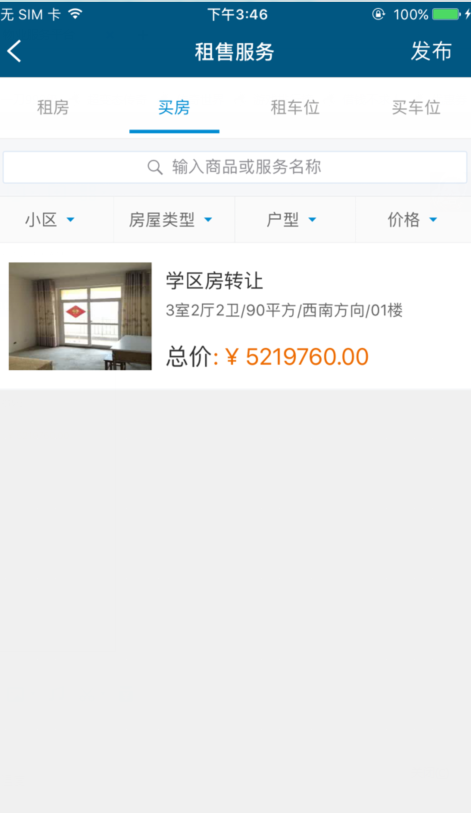 无 SIM 卡 下午3:46 100%
租售服务 发布
租房 买房 租车位 买车位
输入商品或服务名称
小区 房屋类型 户型 价格
学区房转让
3室2厅2卫/90平方/西南方向/01楼
总价: ¥ 5219760.00